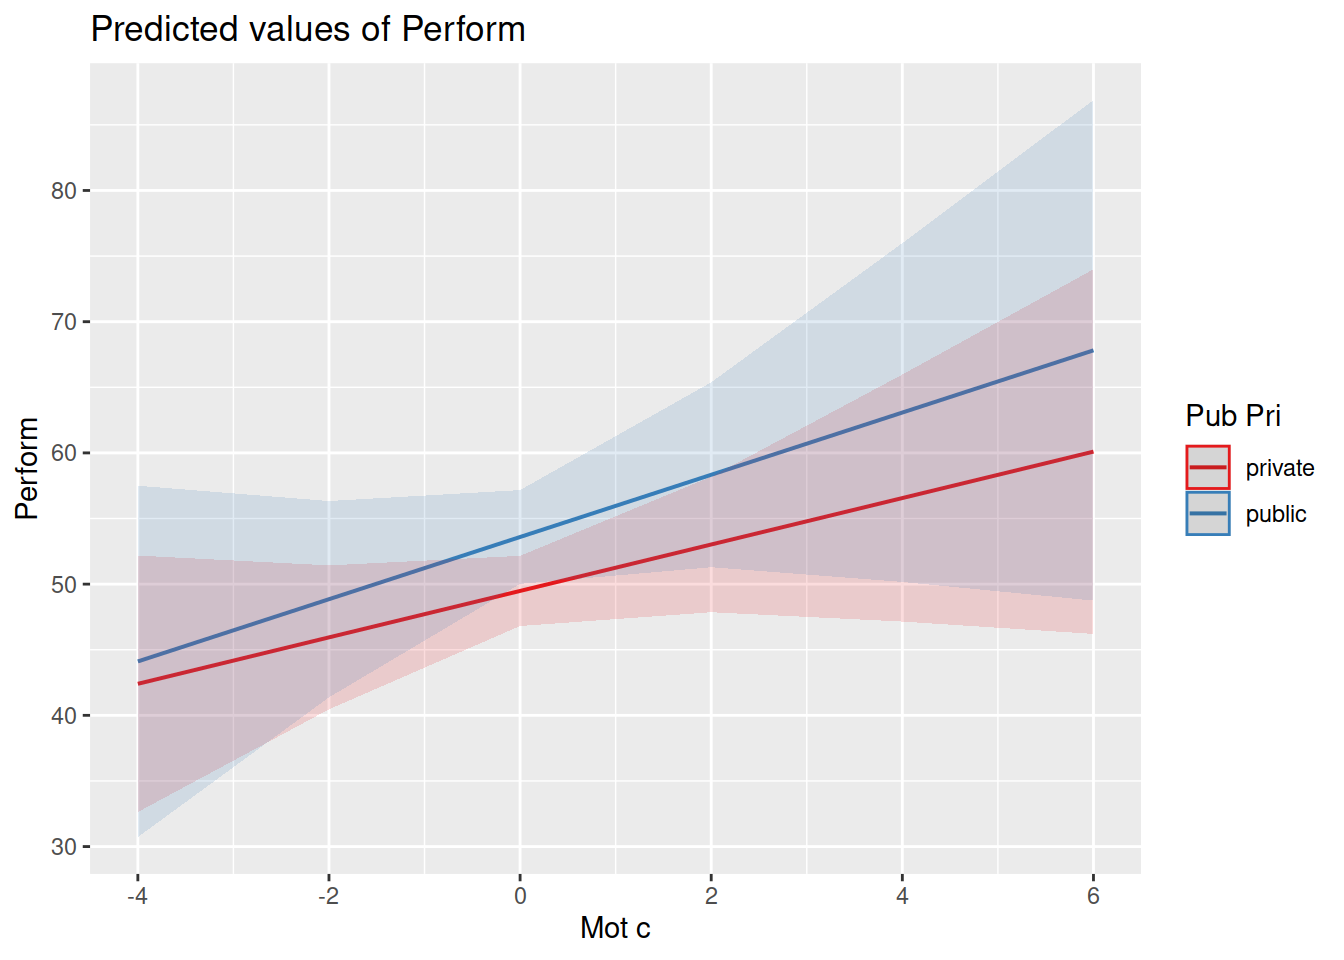 Predicted values of Perform
80
70
60
50
40
30
Perform
-4 -2 0 2 4 6
Mot c
Pub Pri
private
public